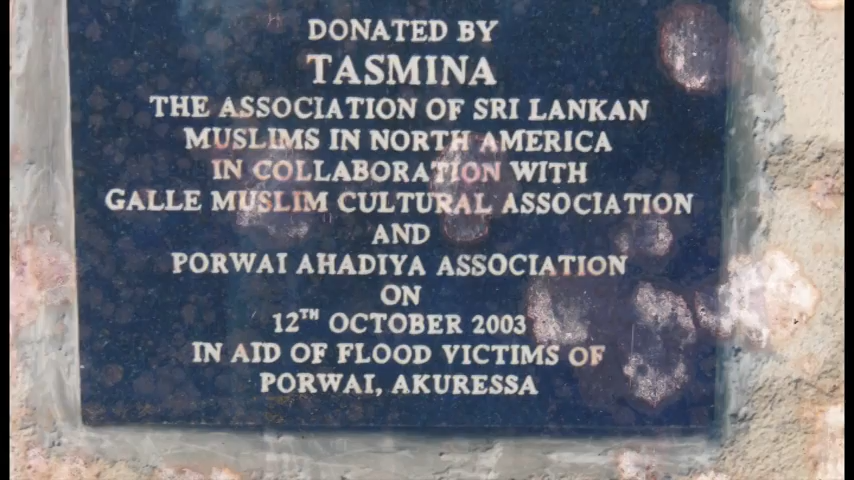 DONATED BY
TASMINA
THE ASSOCIATION OF SRI LANKAN
MUSLIMS IN NORTH AMERICA
IN COLLABORATION WITH
GALLE MUSLIM CULTURAL ASSOCIATION
AND
PORWAI AHADIYA ASSOCIATION
ON
12TH OCTOBER 2003
IN AID OF FLOOD VICTIMS OF
PORWAI, AKURESSA